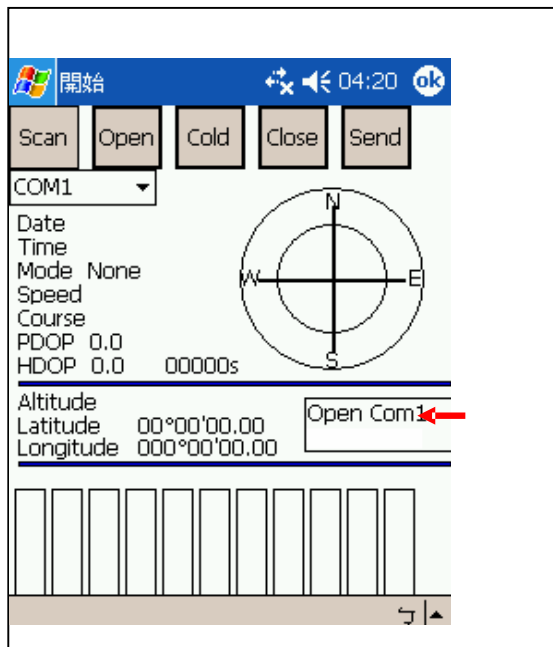 開始 04:20 ok
Scan Open Cold Close Send
COM1
Date
Time
Mode None
Speed
Course
PDOP 0.0
HDOP 0.0 00000s
N
W E
S
Altitude
Latitude 00°00'00.00
Longitude 000°00'00.00
Open Com1
ㄅ